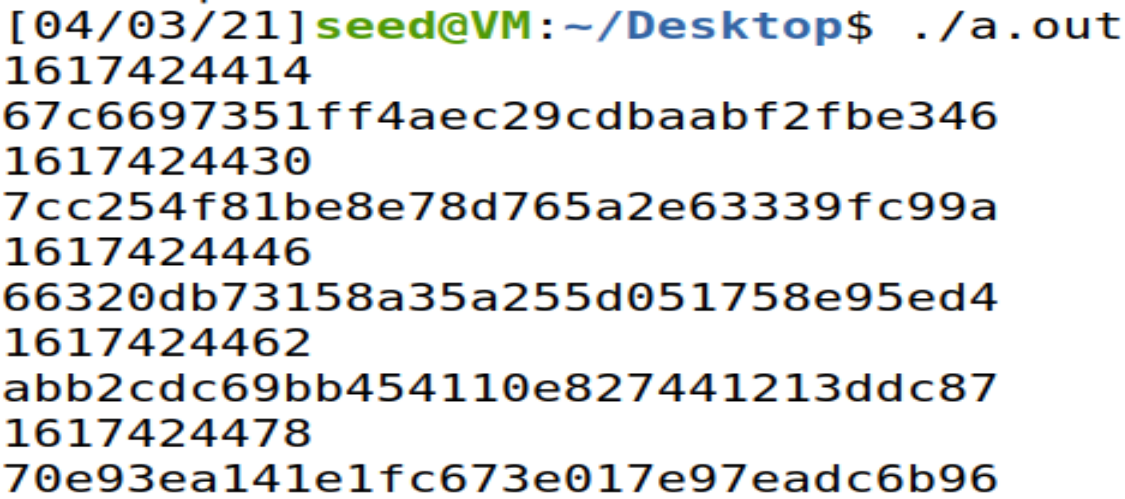 [04/03/21]seed@VM:~/Desktop$ ./a.out
1617424414
67c6697351ff4aec29cdbaabf2fbe346
1617424430
7cc254f81be8e78d765a2e63339fc99a
1617424446
66320db73158a35a255d051758e95ed4
1617424462
abb2cdc69bb454110e827441213ddc87
1617424478
70e93ea141e1fc673e017e97eadc6b96